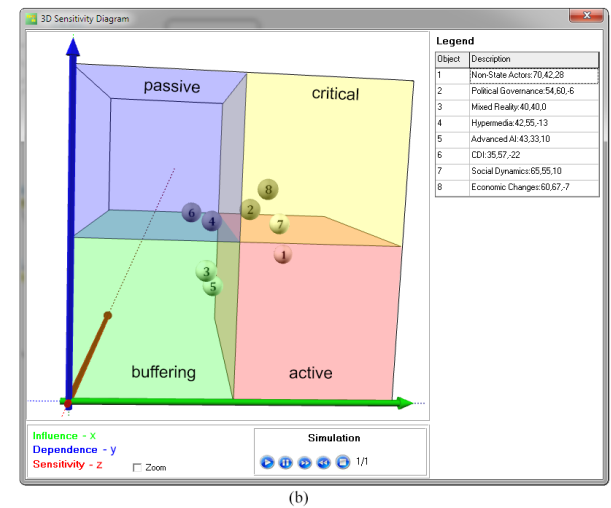 3D Sensitivity Diagram
passive
critical
8
6
4
2
7
1
3
5
buffering
active
Influence - x
Dependence - y
Sensitivity - z
Zoom
Simulation
1/1
Legend
Object Description
1 Non-State Actors:70,42,28
2 Political Governance:54,60,-6
3 Mixed Reality:40,40,0
4 Hypermedia:42,55,-13
5 Advanced AI:43,33,10
6 CDI:35,57,-22
7 Social Dynamics:65,55,10
8 Economic Changes:60,67,-7
(b)